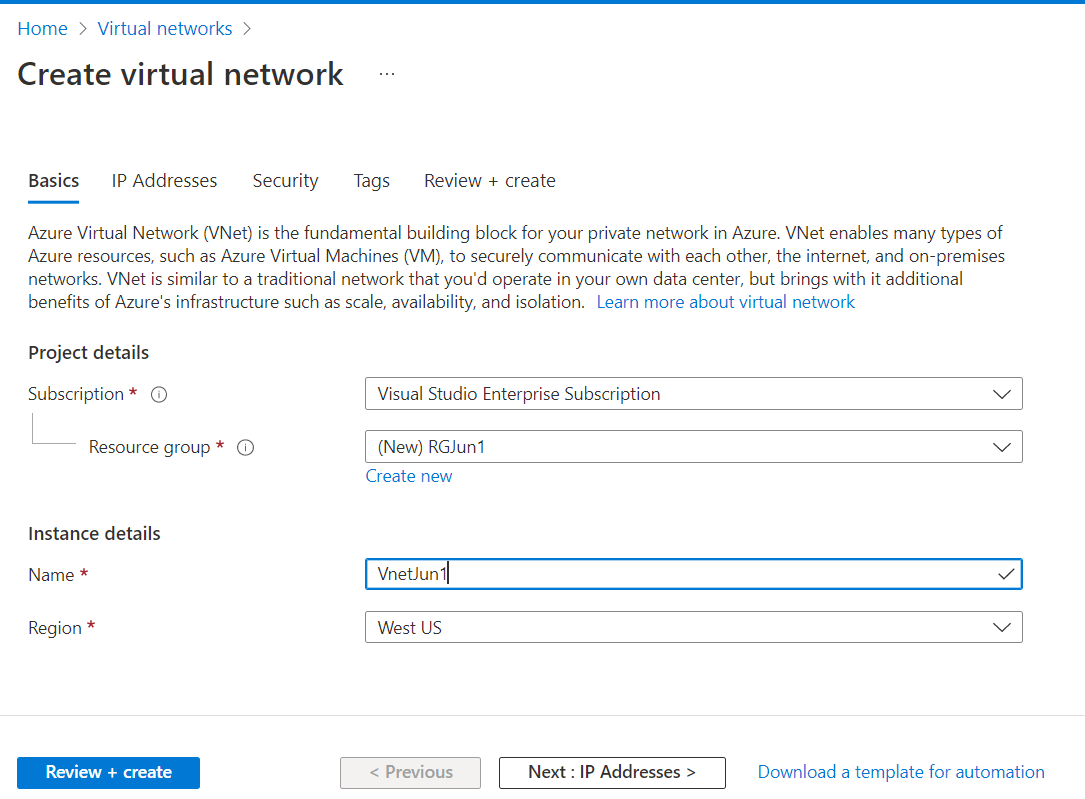 Home > Virtual networks >
Create virtual network ...
Basics IP Addresses Security Tags Review + create
Azure Virtual Network (VNet) is the fundamental building block for your private network in Azure. VNet enables many types of
Azure resources, such as Azure Virtual Machines (VM), to securely communicate with each other, the internet, and on-premises
networks. VNet is similar to a traditional network that you'd operate in your own data center, but brings with it additional
benefits of Azure's infrastructure such as scale, availability, and isolation. Learn more about virtual network
Project details
Subscription * Visual Studio Enterprise Subscription
Resource group * (New) RGJun1
Create new
Instance details
Name * VnetJun1
Region * West US
Review + create < Previous Next : IP Addresses > Download a template for automation